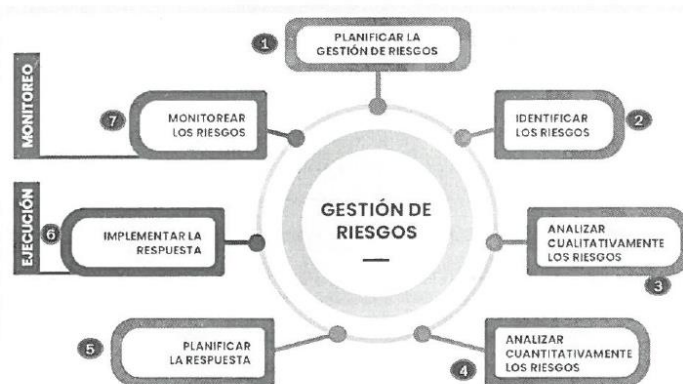 1
PLANIFICAR LA
GESTIÓN DE RIESGOS
MONITOREO
7
MONITOREAR
LOS RIESGOS
IDENTIFICAR
LOS RIESGOS
2
GESTIÓN DE
RIESGOS
EJECUCIÓN
6
IMPLEMENTAR LA
RESPUESTA
ANALIZAR
CUALITATIVAMENTE
LOS RIESGOS
3
5
PLANIFICAR
LA RESPUESTA
ANALIZAR
CUANTITATIVAMENTE
LOS RIESGOS
4